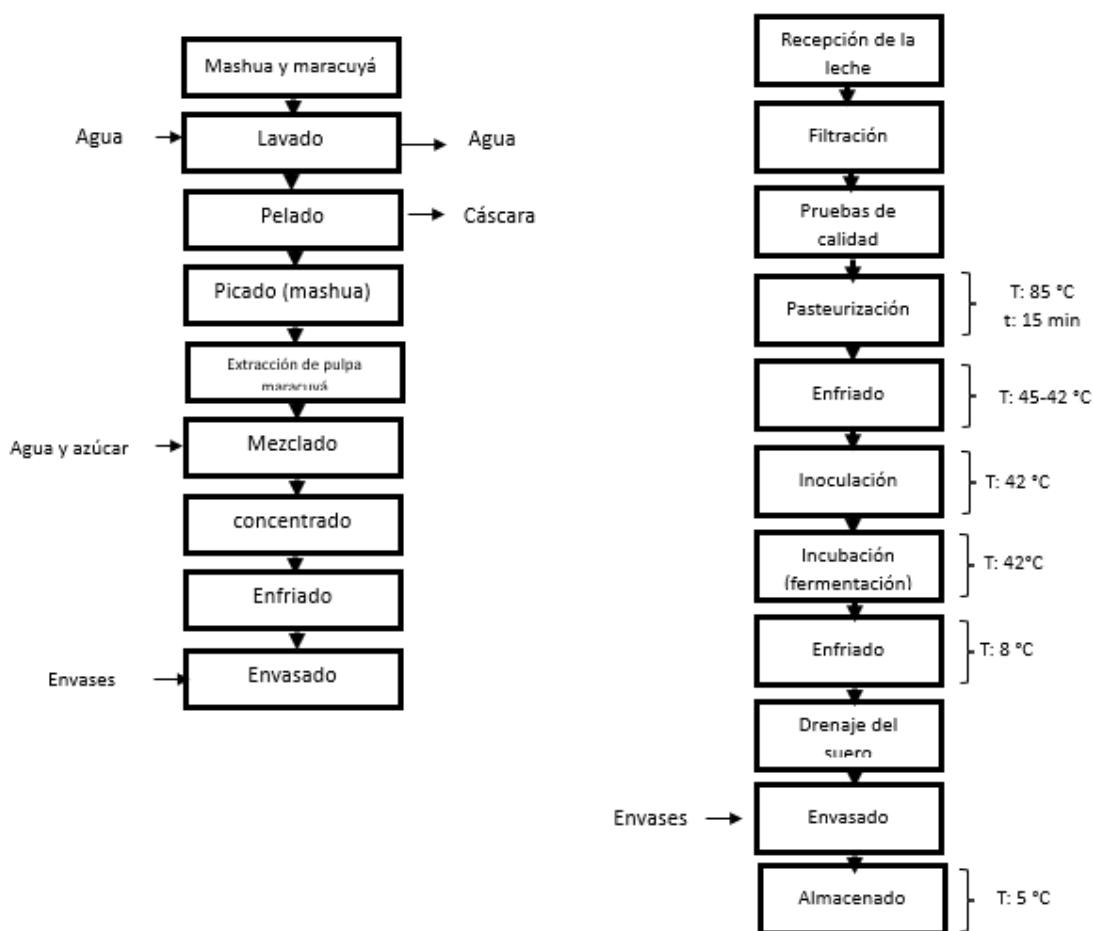 Mashua y maracuyá
Agua
Lavado
Agua
Pelado
Cáscara
Picado (mashua)
Extracción de pulpa
maracuyá
Agua y azúcar
Mezclado
concentrado
Enfriado
Envases
Envasado
Recepción de la
leche
Filtración
Pruebas de
calidad
Pasteurización
T: 85 °C
t: 15 min
Enfriado
T: 45-42 °C
Inoculación
T: 42 °C
Incubación
(fermentación)
T: 42°C
Enfriado
T: 8 °C
Drenaje del
suero
Envases
Envasado
Almacenado
T: 5 °C